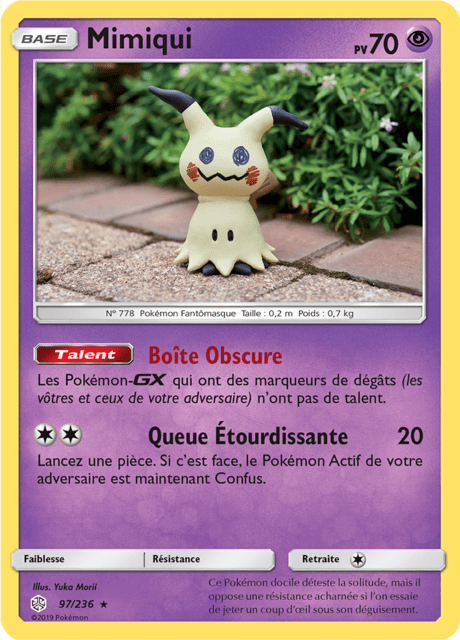 BASE Mimiqui PV70
N° 778 Pokémon Fantômasque Taille : 0,2 m Poids : 0,7 kg
Talent Boîte Obscure
Les Pokémon-GX qui ont des marqueurs de dégâts (les
vôtres et ceux de votre adversaire) n'ont pas de talent.
Queue Étourdissante 20
Lancez une pièce. Si c'est face, le Pokémon Actif de votre
adversaire est maintenant Confus.
Faiblesse Résistance Retraite
Illus. Yuka Morii
97/236 ★
©2019 Pokémon
Ce Pokémon docile déteste la solitude, mais il
oppose une résistance acharnée si l'on essaie
de jeter un coup d'œil sous son déguisement.